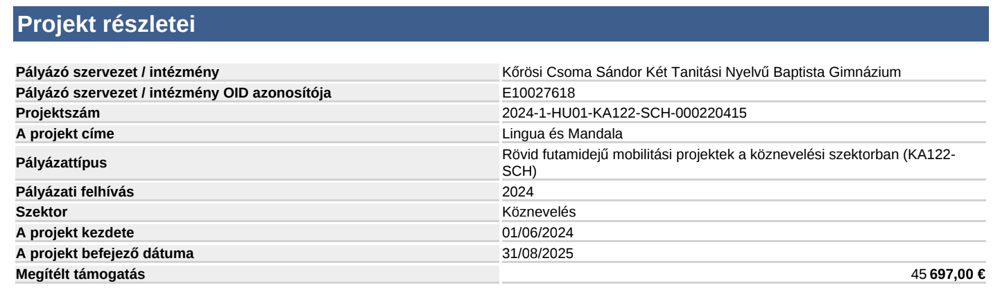 Projekt részletei
Pályázó szervezet / intézmény Kőrösi Csoma Sándor Két Tanitási Nyelvű Baptista Gimnázium
Pályázó szervezet / intézmény OID azonosítója E10027618
Projektszám 2024-1-HU01-KA122-SCH-000220415
A projekt címe Lingua és Mandala
Pályázattípus Rövid futamidejű mobilitási projektek a köznevelési szektorban (KA122-
SCH)
Pályázati felhívás 2024
Szektor Köznevelés
A projekt kezdete 01/06/2024
A projekt befejező dátuma 31/08/2025
Megítélt támogatás 45 697,00 €